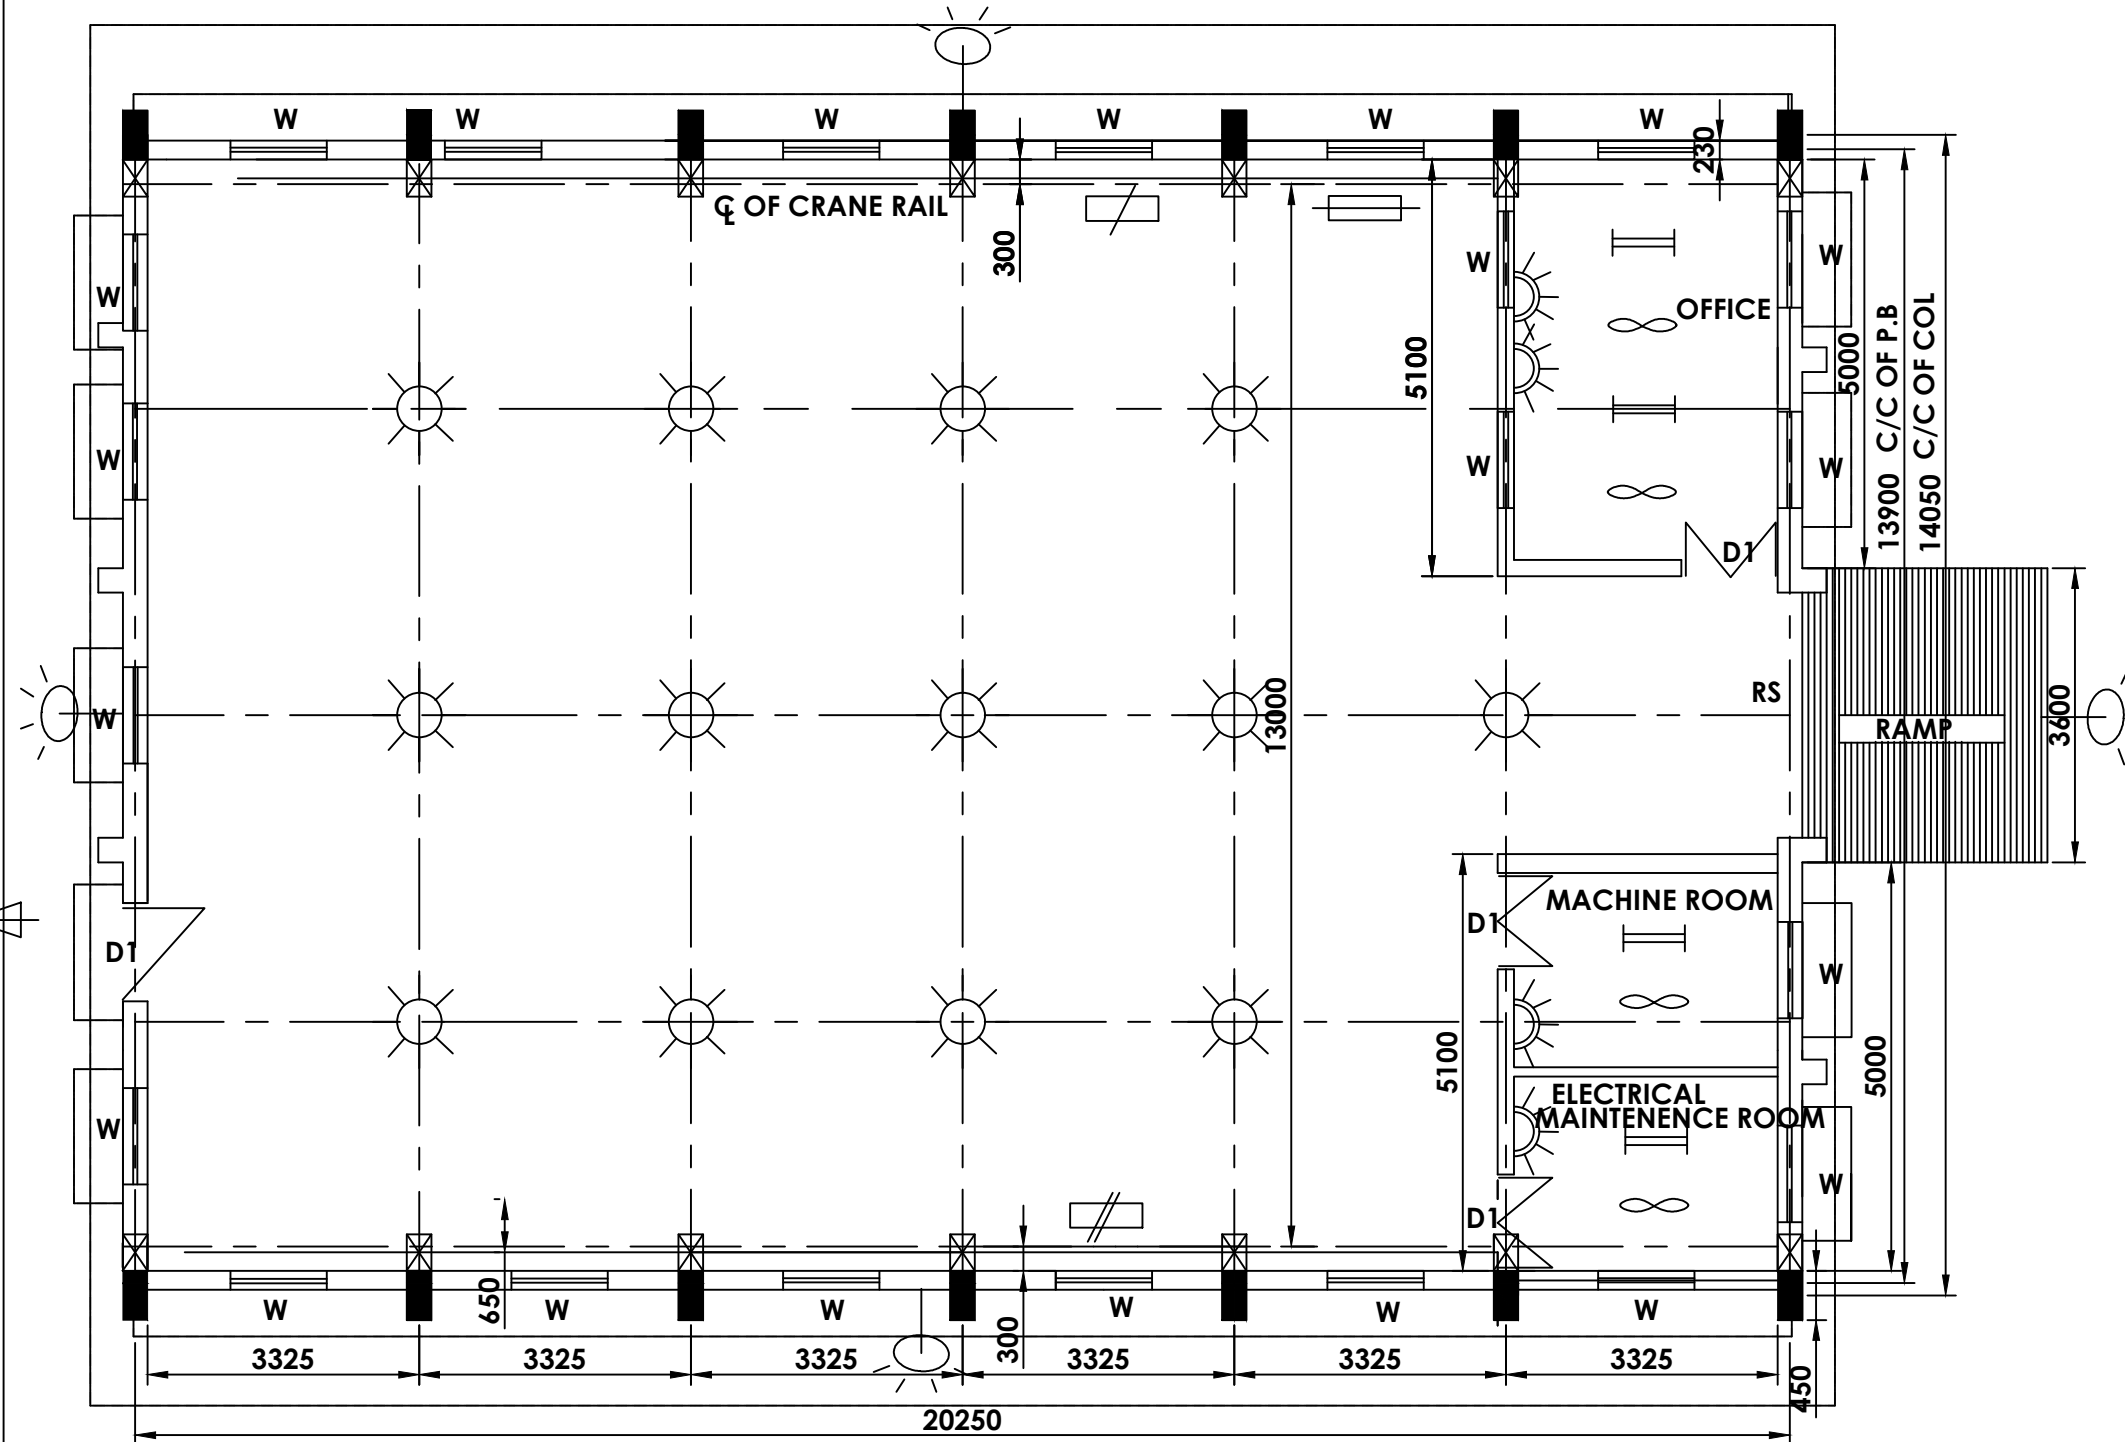 W W W W W W
230
℄ OF CRANE RAIL
300
W
W
W
OFFICE
5100
5000
13900 C/C OF P.B
14050 C/C OF COL
W
W
W
D1
W
13000
RS
RAMP
3600
D1
MACHINE ROOM
D1
W
5100
5000
ELECTRICAL
MAINTENENCE ROOM
W
W
D1
650
300
W W W W W W
3325 3325 3325 3325 3325 3325
450
20250